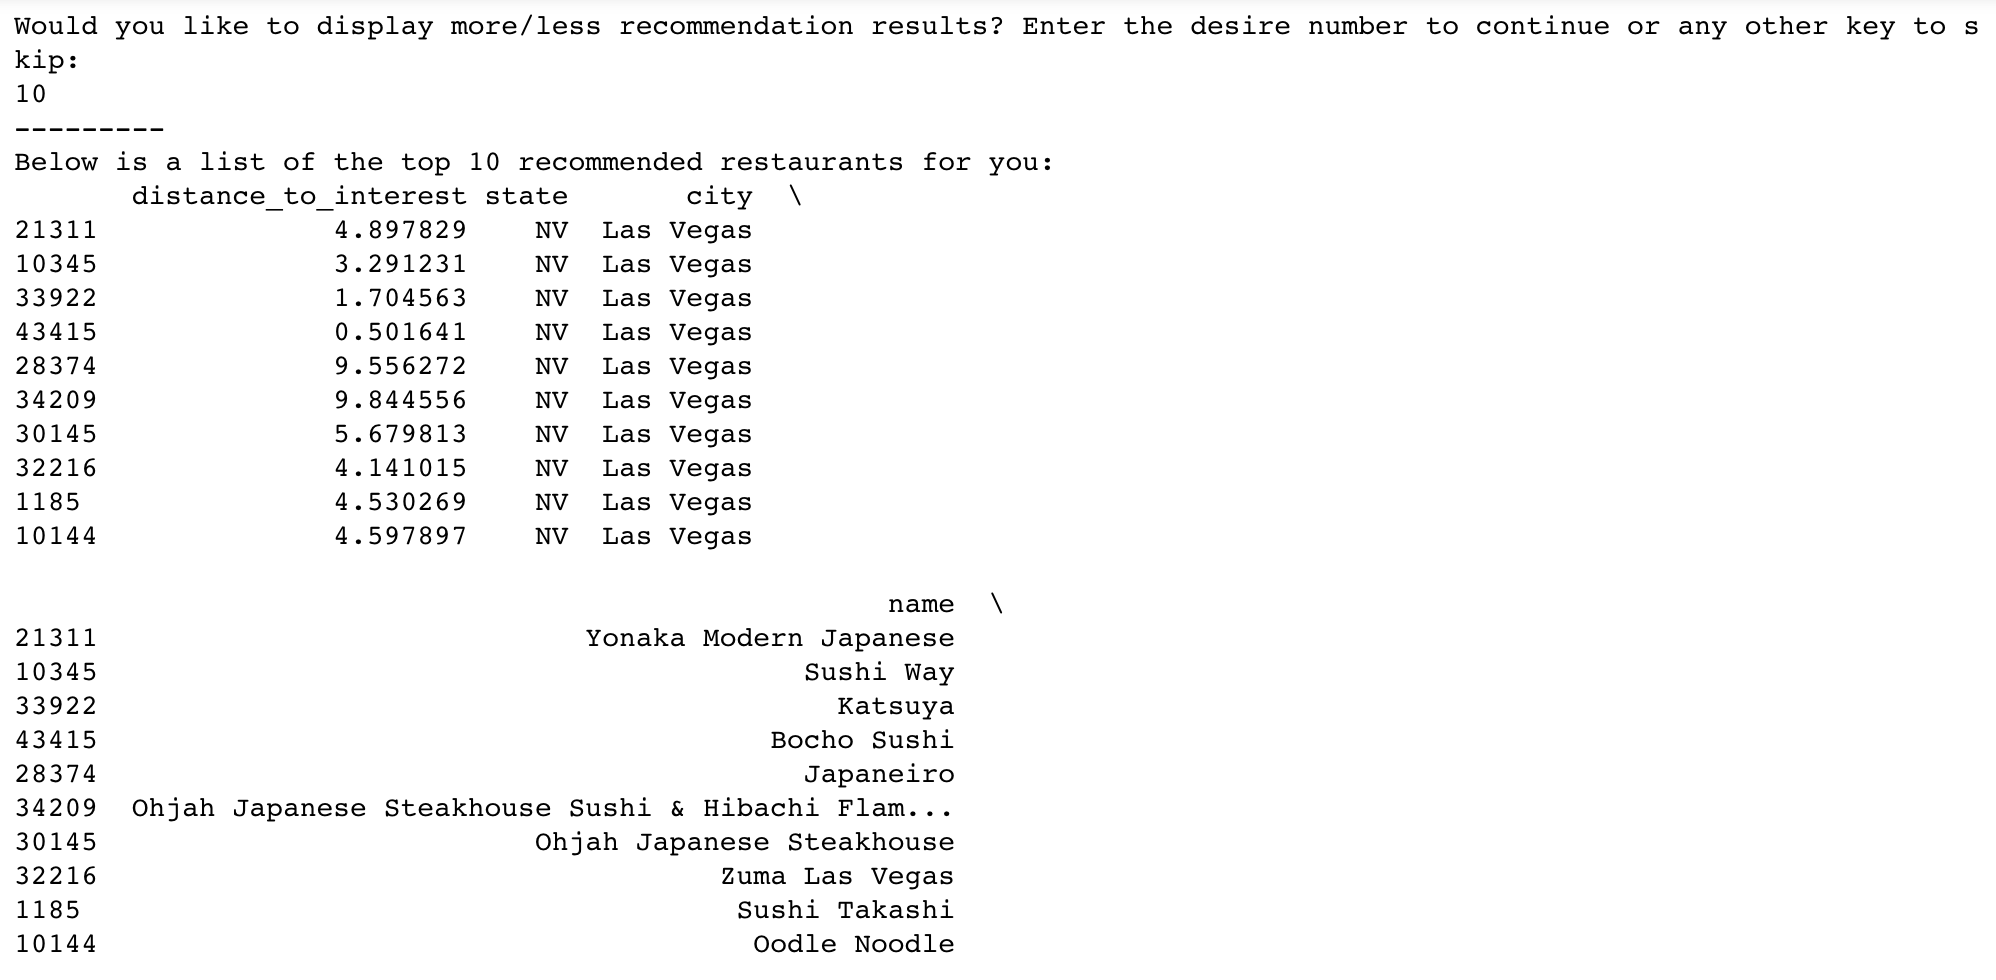 Would you like to display more/less recommendation results? Enter the desire number to continue or any other key to s
kip:
10
---------
Below is a list of the top 10 recommended restaurants for you:
       distance_to_interest state       city  \
21311              4.897829    NV  Las Vegas
10345              3.291231    NV  Las Vegas
33922              1.704563    NV  Las Vegas
43415              0.501641    NV  Las Vegas
28374              9.556272    NV  Las Vegas
34209              9.844556    NV  Las Vegas
30145              5.679813    NV  Las Vegas
32216              4.141015    NV  Las Vegas
1185               4.530269    NV  Las Vegas
10144              4.597897    NV  Las Vegas

                                                    name  \
21311                                  Yonaka Modern Japanese
10345                                               Sushi Way
33922                                                 Katsuya
43415                                             Bocho Sushi
28374                                               Japaneiro
34209  Ohjah Japanese Steakhouse Sushi & Hibachi Flam...
30145                               Ohjah Japanese Steakhouse
32216                                          Zuma Las Vegas
1185                                            Sushi Takashi
10144                                            Oodle Noodle